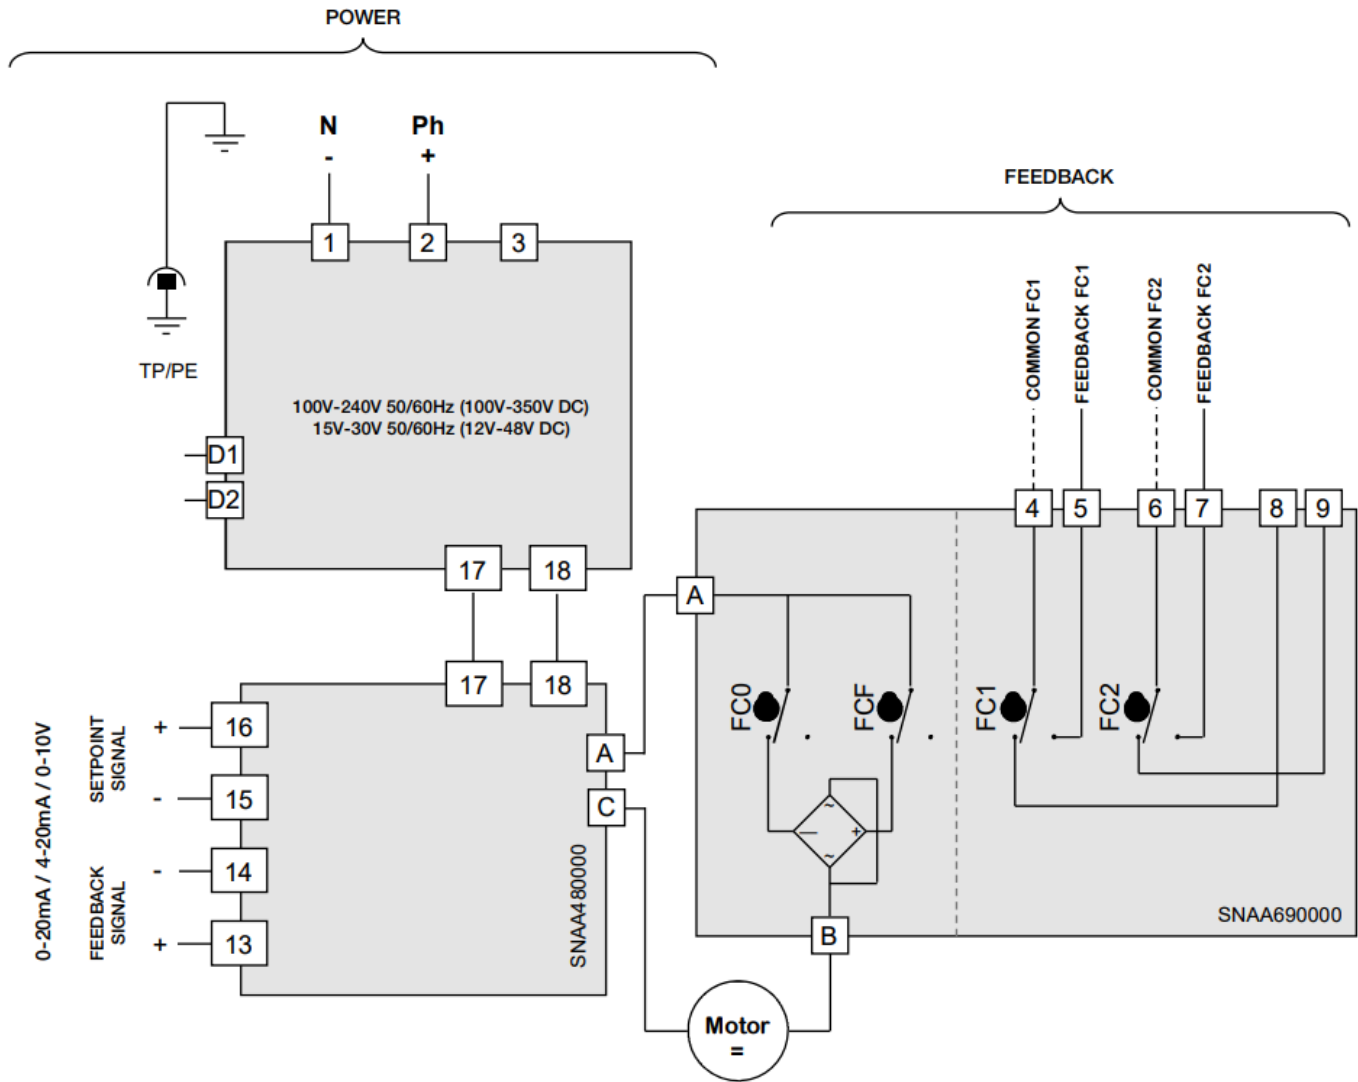 POWER
N
-
Ph
+
1
2
3
TP/PE
100V-240V 50/60Hz (100V-350V DC)
15V-30V 50/60Hz (12V-48V DC)
D1
D2
17
18
FEEDBACK
COMMON FC1
FEEDBACK FC1
COMMON FC2
FEEDBACK FC2
4
5
6
7
8
9
A
FC0
FCF
FC1
FC2
~
—
+
~
B
SNAA690000
17
18
0-20mA / 4-20mA / 0-10V
SETPOINT
SIGNAL
+
16
-
15
FEEDBACK
SIGNAL
-
14
+
13
A
C
SNAA480000
Motor
=